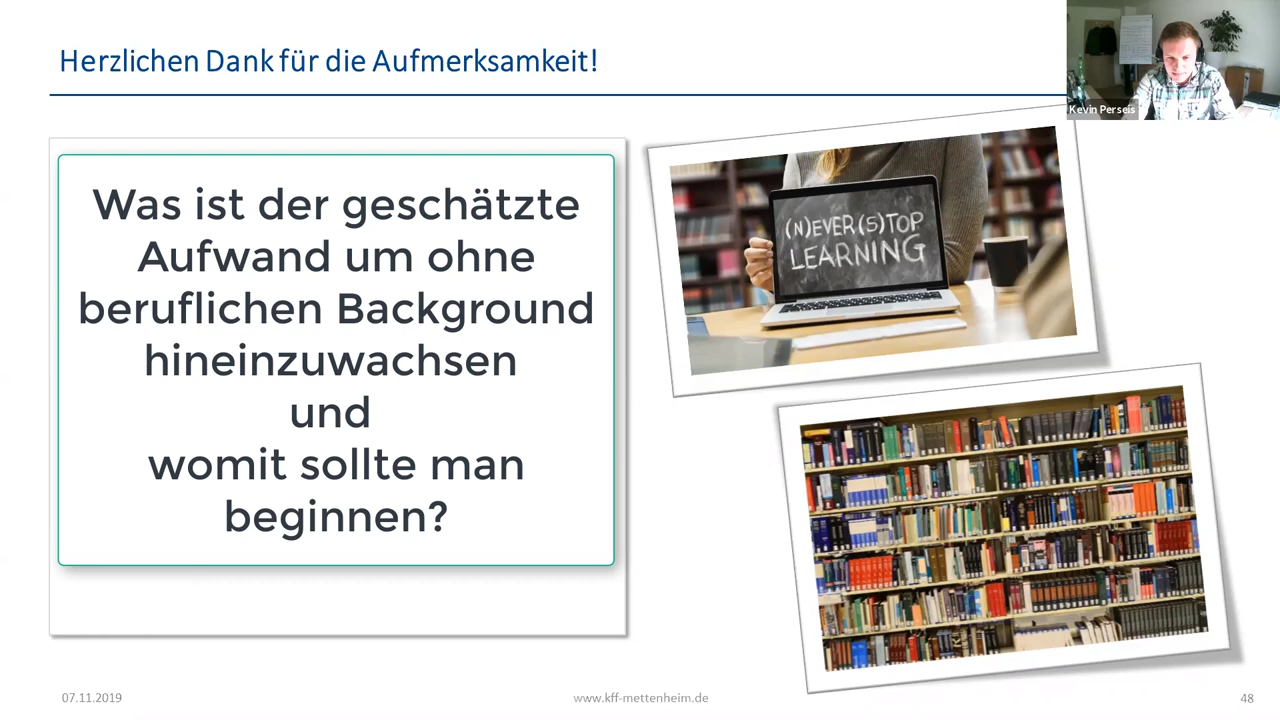 Herzlichen Dank für die Aufmerksamkeit!
Kevin Perseis
Was ist der geschätzte
Aufwand um ohne
beruflichen Background
hineinzuwachsen
und
womit sollte man
beginnen?
(N)EVER (S)TOP
LEARNING
07.11.2019
www.kff-mettenheim.de
48